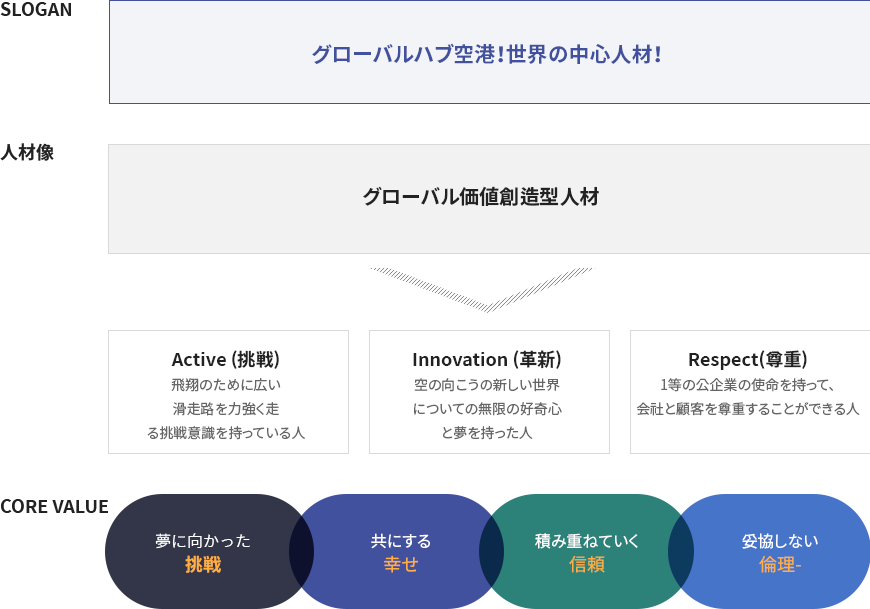 SLOGAN
グローバルハブ空港！世界の中心人材！
人材像
グローバル価値創造型人材
Active (挑戦)
飛翔のために広い
滑走路を力強く走
る挑戦意識を持っている人
Innovation (革新)
空の向こうの新しい世界
についての無限の好奇心
と夢を持った人
Respect(尊重)
1等の公企業の使命を持って、
会社と顧客を尊重することができる人
CORE VALUE
夢に向かった
挑戦
共にする
幸せ
積み重ねていく
信頼
妥協しない
倫理-